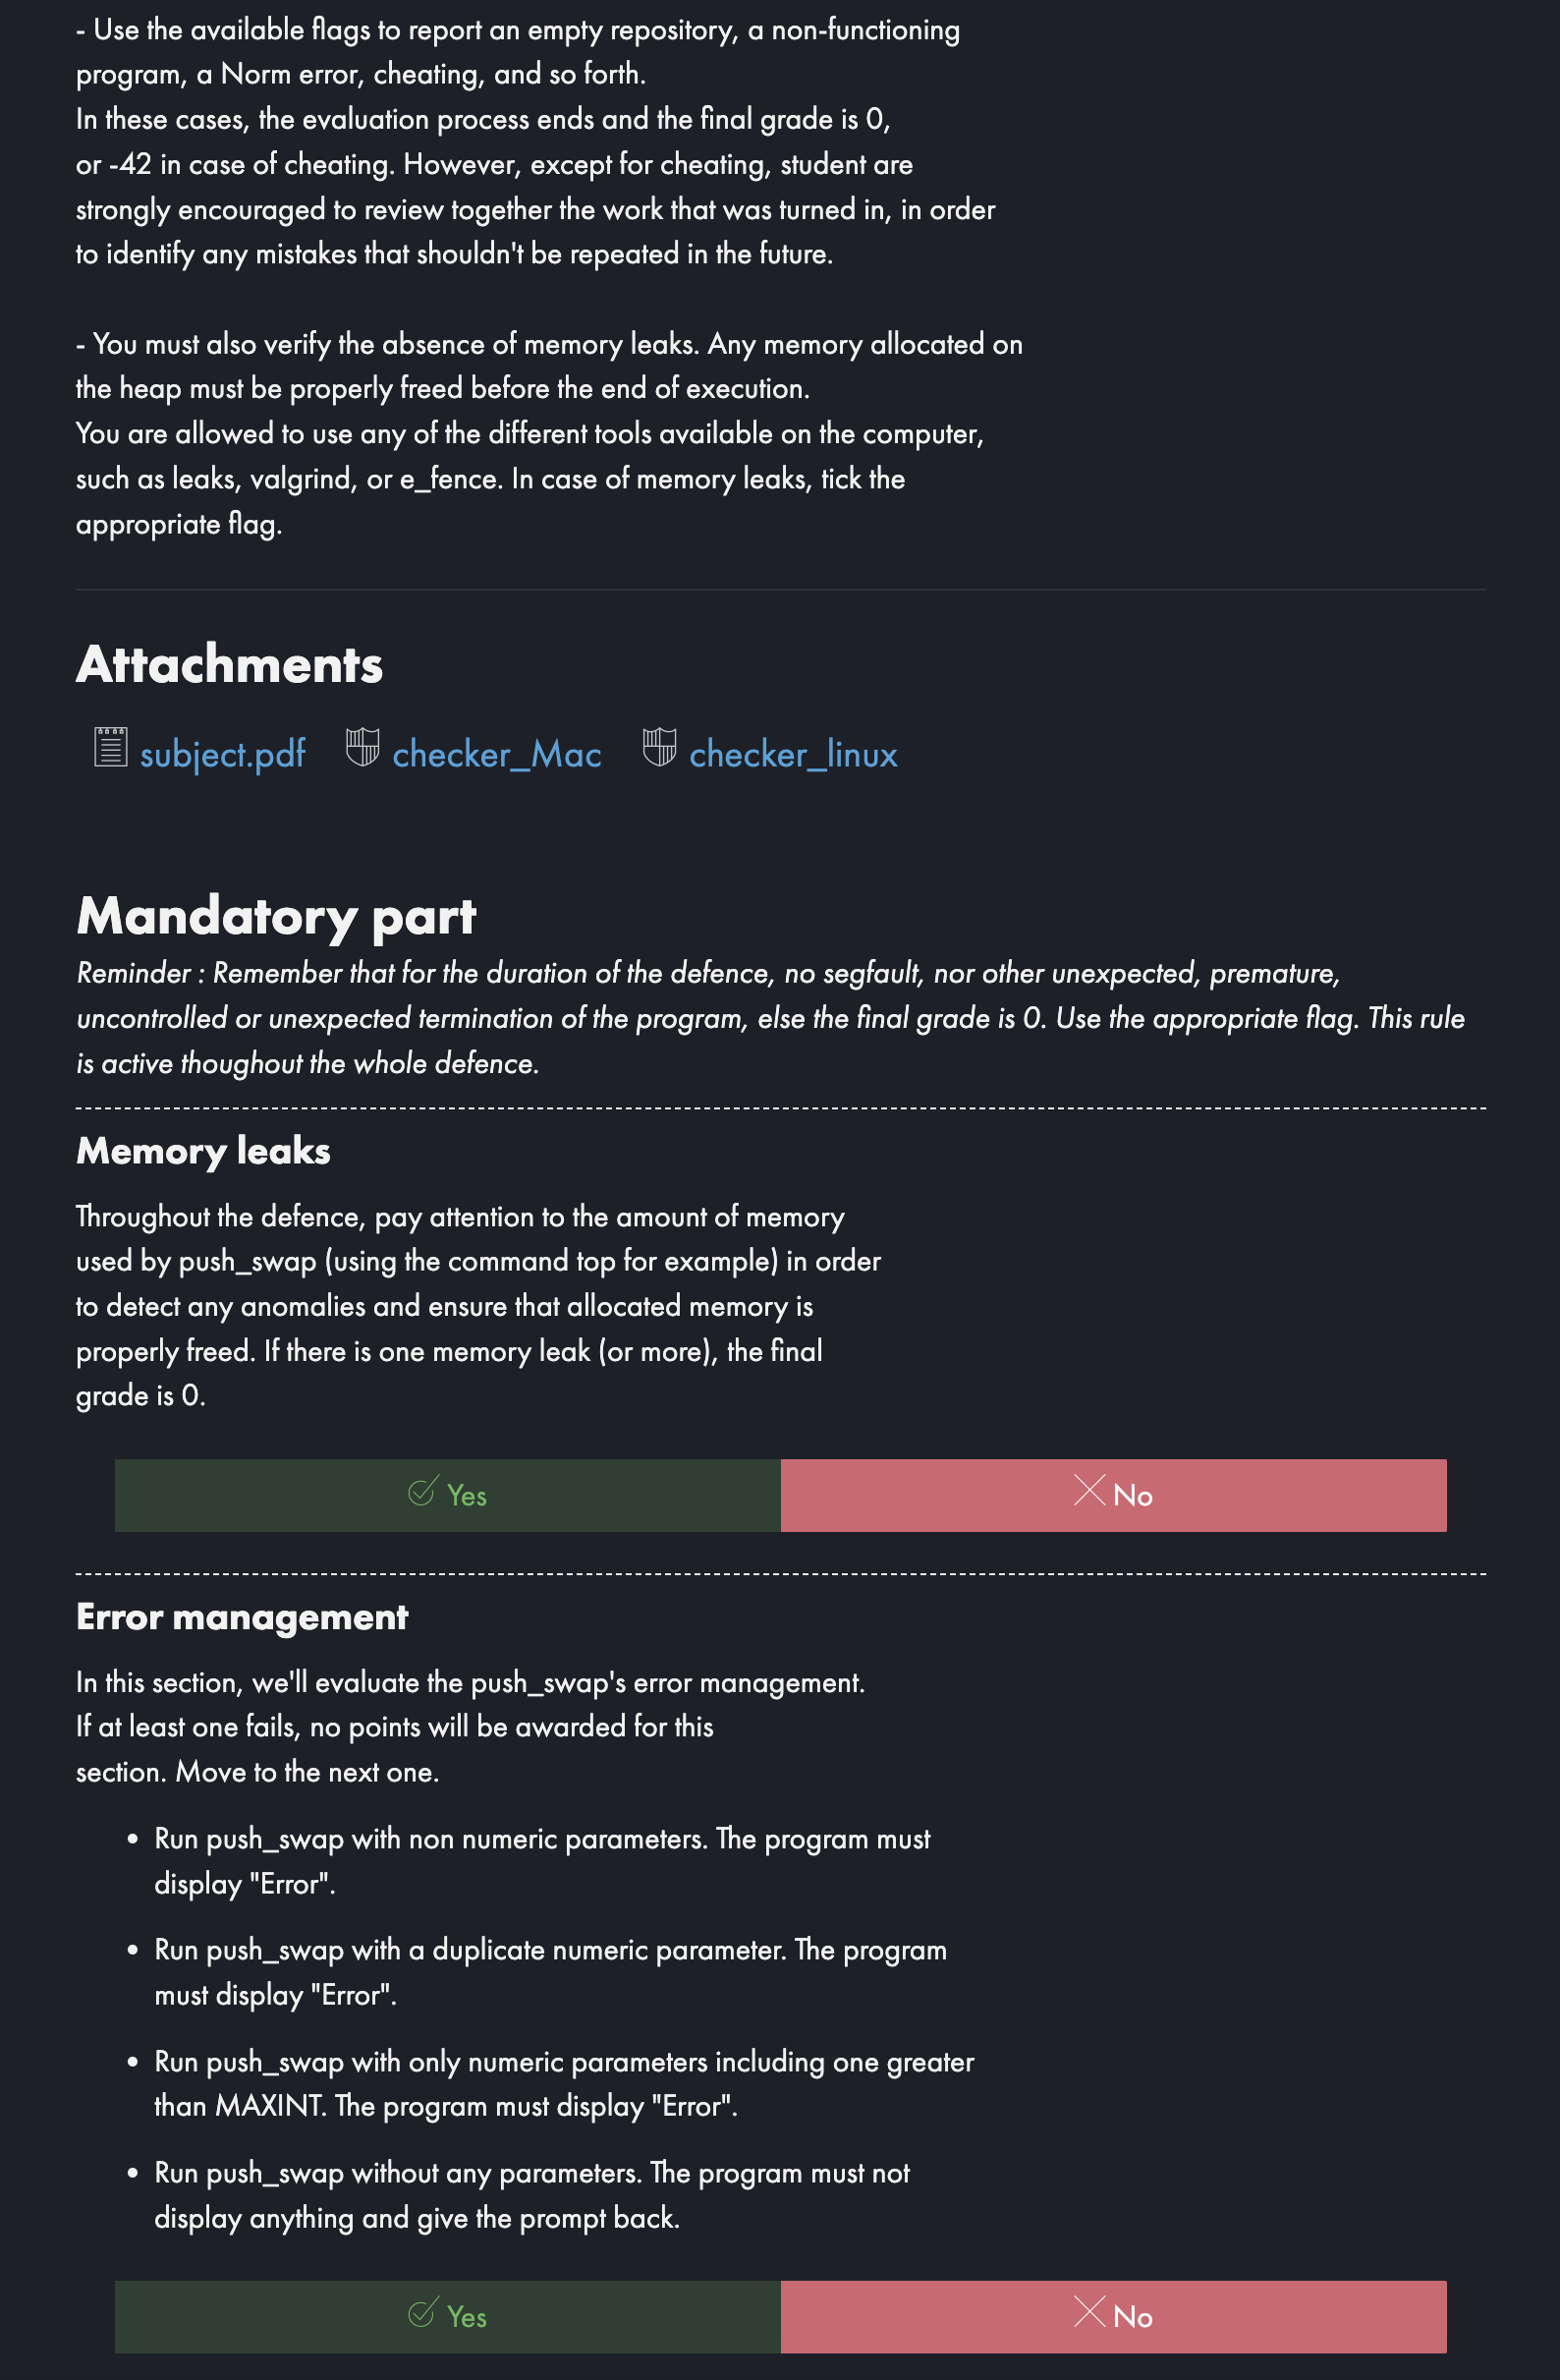 - Use the available flags to report an empty repository, a non-functioning
program, a Norm error, cheating, and so forth.
In these cases, the evaluation process ends and the final grade is 0,
or -42 in case of cheating. However, except for cheating, student are
strongly encouraged to review together the work that was turned in, in order
to identify any mistakes that shouldn't be repeated in the future.
- You must also verify the absence of memory leaks. Any memory allocated on
the heap must be properly freed before the end of execution.
You are allowed to use any of the different tools available on the computer,
such as leaks, valgrind, or e_fence. In case of memory leaks, tick the
appropriate flag.
Attachments
subject.pdf checker_Mac checker_linux
Mandatory part
Reminder : Remember that for the duration of the defence, no segfault, nor other unexpected, premature,
uncontrolled or unexpected termination of the program, else the final grade is 0. Use the appropriate flag. This rule
is active thoughout the whole defence.
Memory leaks
Throughout the defence, pay attention to the amount of memory
used by push_swap (using the command top for example) in order
to detect any anomalies and ensure that allocated memory is
properly freed. If there is one memory leak (or more), the final
grade is 0.
Yes No
Error management
In this section, we'll evaluate the push_swap's error management.
If at least one fails, no points will be awarded for this
section. Move to the next one.
• Run push_swap with non numeric parameters. The program must
display "Error".
• Run push_swap with a duplicate numeric parameter. The program
must display "Error".
• Run push_swap with only numeric parameters including one greater
than MAXINT. The program must display "Error".
• Run push_swap without any parameters. The program must not
display anything and give the prompt back.
Yes No